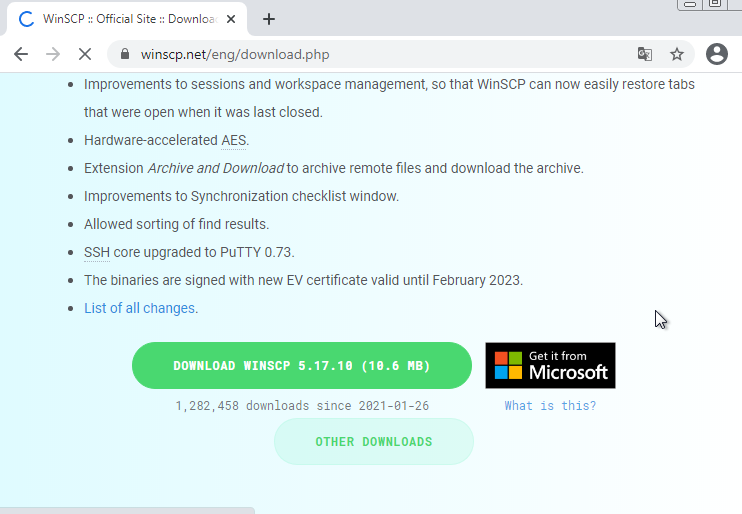 WinSCP :: Official Site :: Download
winscp.net/eng/download.php
Improvements to sessions and workspace management, so that WinSCP can now easily restore tabs
that were open when it was last closed.
Hardware-accelerated AES.
Extension Archive and Download to archive remote files and download the archive.
Improvements to Synchronization checklist window.
Allowed sorting of find results.
SSH core upgraded to PuTTY 0.73.
The binaries are signed with new EV certificate valid until February 2023.
List of all changes.
DOWNLOAD WINSCP 5.17.10 (10.6 MB)
Get it from
Microsoft
1,282,458 downloads since 2021-01-26
What is this?
OTHER DOWNLOADS